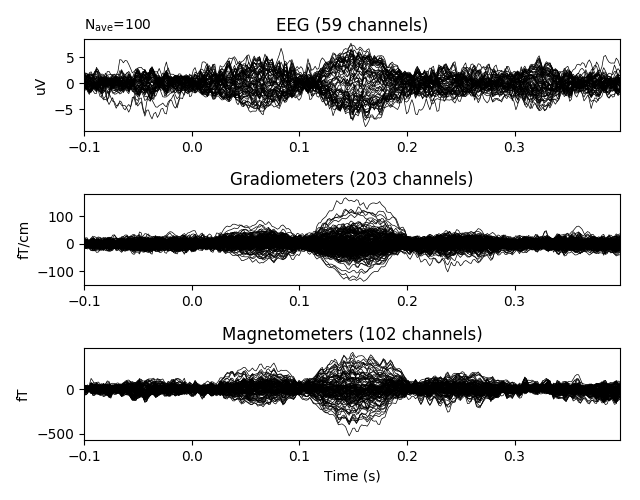 Nave=100
EEG (59 channels)
5
0
−5
uV
−0.1 0.0 0.1 0.2 0.3
Gradiometers (203 channels)
100
0
−100
fT/cm
−0.1 0.0 0.1 0.2 0.3
Magnetometers (102 channels)
0
−500
fT
−0.1 0.0 0.1 0.2 0.3
Time (s)